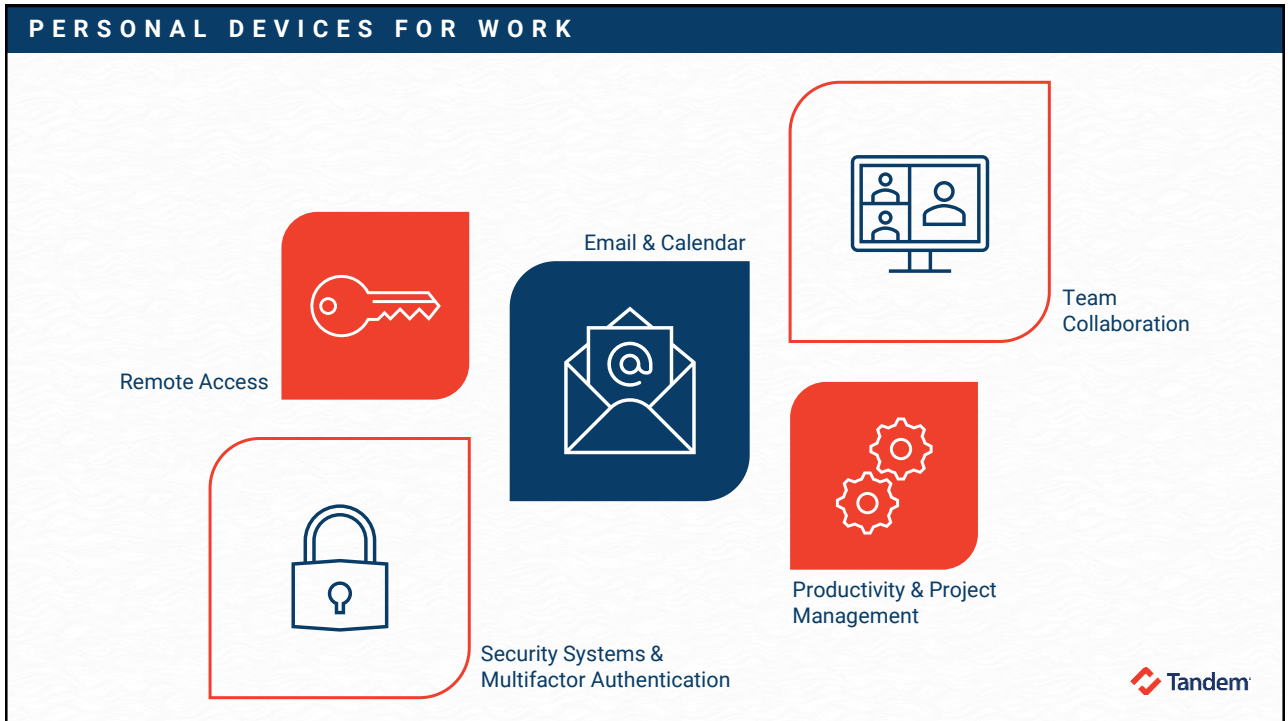 PERSONAL DEVICES FOR WORK
Email & Calendar
Team
Collaboration
Remote Access
Productivity & Project
Management
Security Systems &
Multifactor Authentication
Tandem